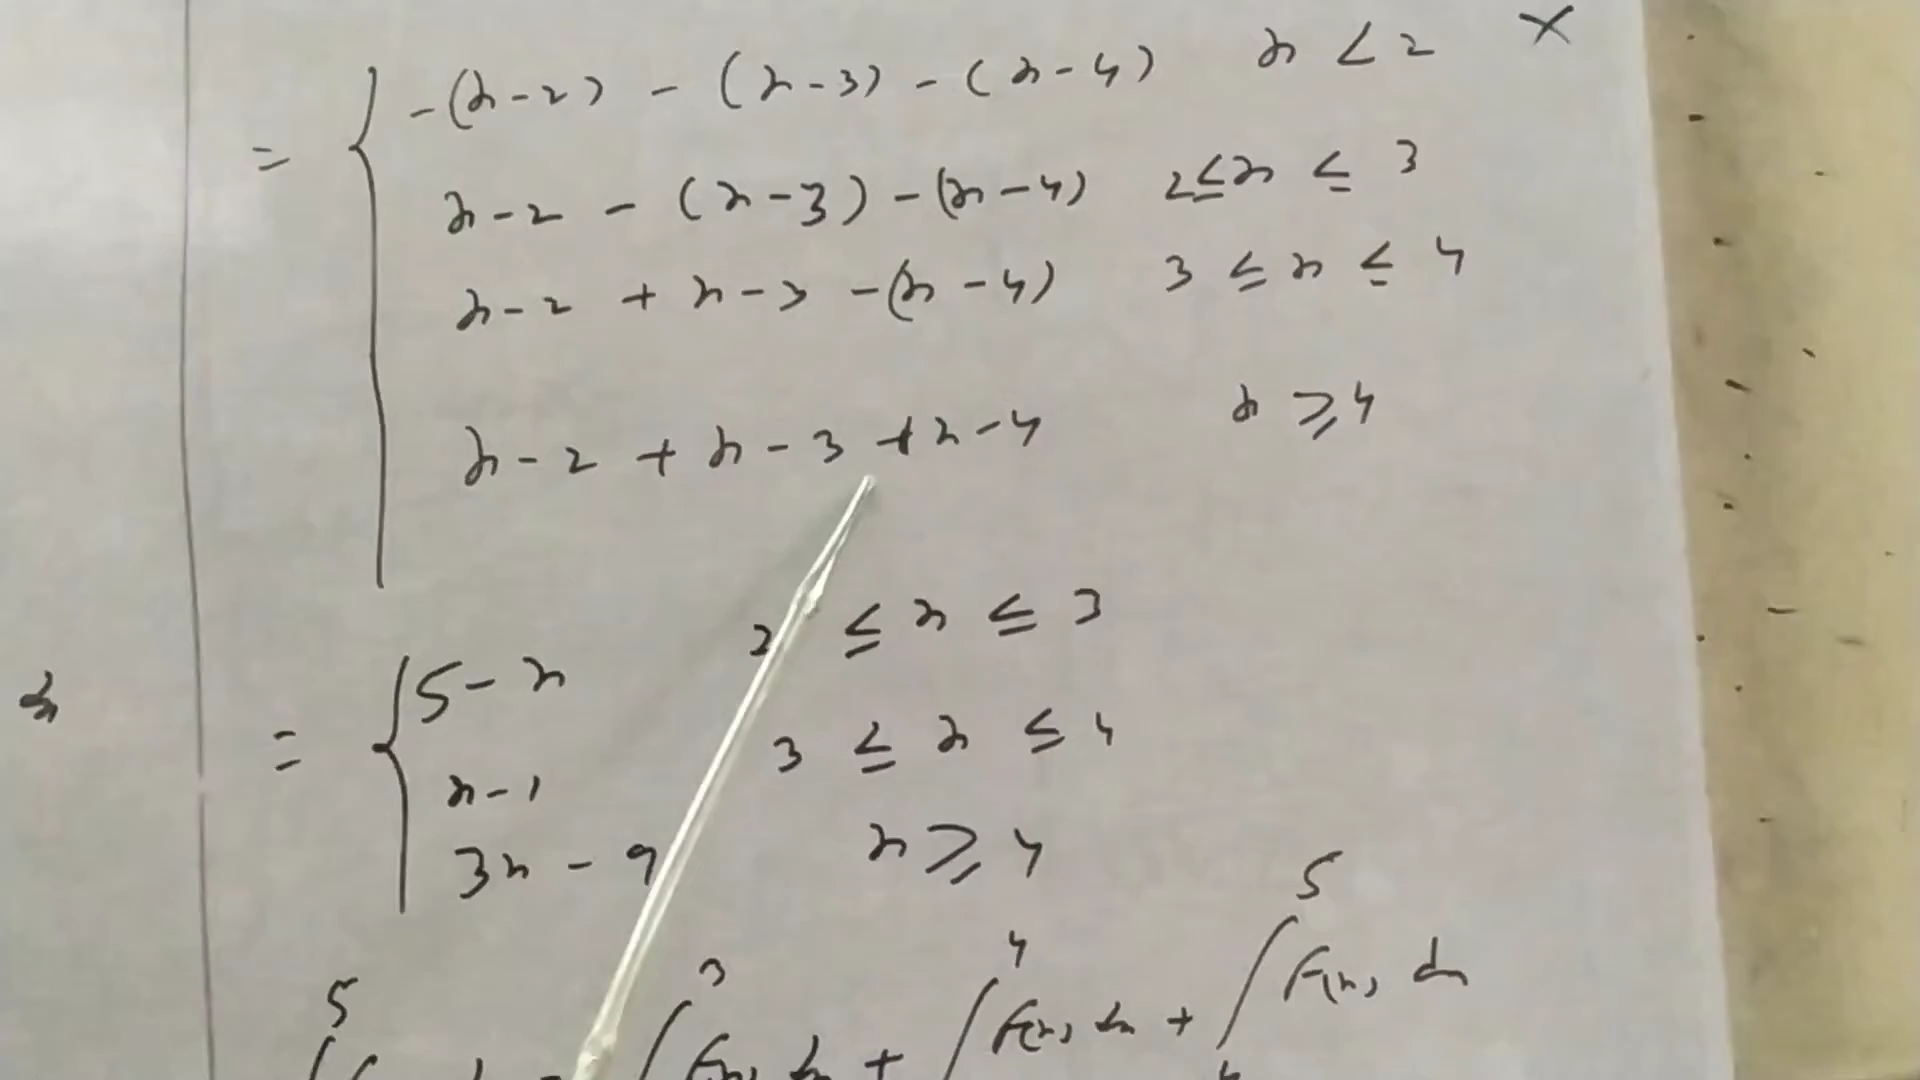 = { -(x-2) - (x-3) - (x-4) x < 2 ×
x-2 - (x-3) - (x-4) 2 ≤ x ≤ 3
x-2 + x-3 - (x-4) 3 ≤ x ≤ 4
x-2 + x-3 + x-4 x ≥ 4
= { 5-x 2 ≤ x ≤ 3
x-1 3 ≤ x ≤ 4
3x - 9 x ≥ 4
∫ 5 ∫ 3 F(x) dx + ∫ 4 F(x) dx + ∫ 5 F(x) dx